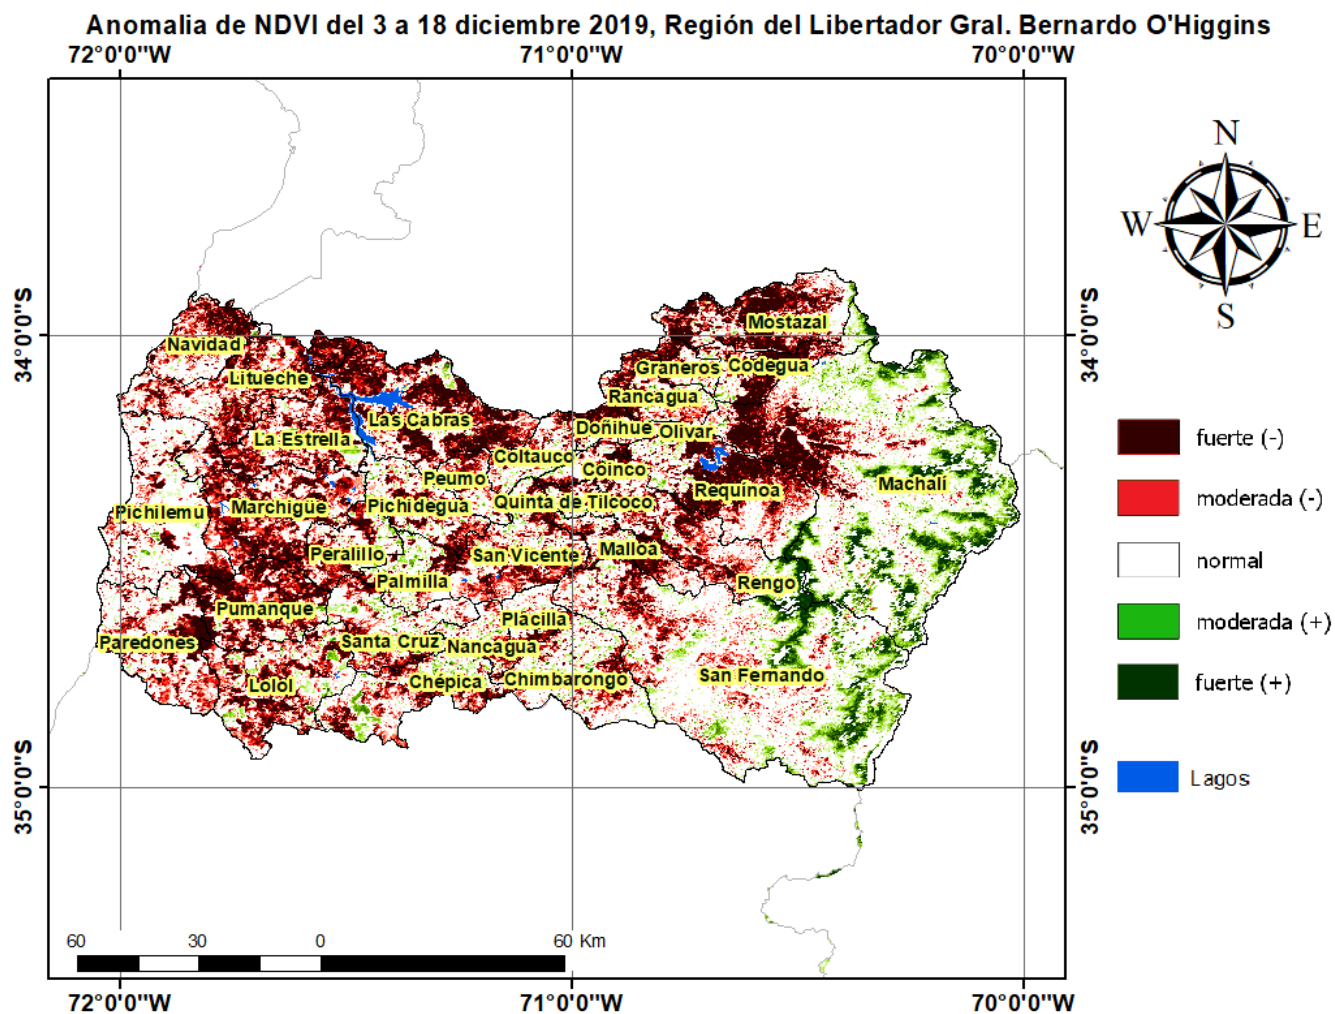 Anomalia de NDVI del 3 a 18 diciembre 2019, Región del Libertador Gral. Bernardo O'Higgins
72°0'0"W 71°0'0"W 70°0'0"W
N
W E
S
34°0'0"S 34°0'0"S
Mostazal
Navidad
Graneros Codegua
Litueche
Rancagua
Las Cabras
Doñihue Olivar
La Estrella
Coltauco
Coinco
Peumo
Machalí
Requinoa
Quinta de Tilcoco
Pichilemu Marchigüe Pichidegua
Peralillo San Vicente Malloa
Palmilla Rengo
Pumanque
Placilla
Paredones Santa Cruz Nancagua
San Fernando
Lolol Chépica Chimbarongo
fuerte (-)
moderada (-)
normal
moderada (+)
fuerte (+)
Lagos
35°0'0"S 35°0'0"S
60 30 0 60 Km
72°0'0"W 71°0'0"W 70°0'0"W